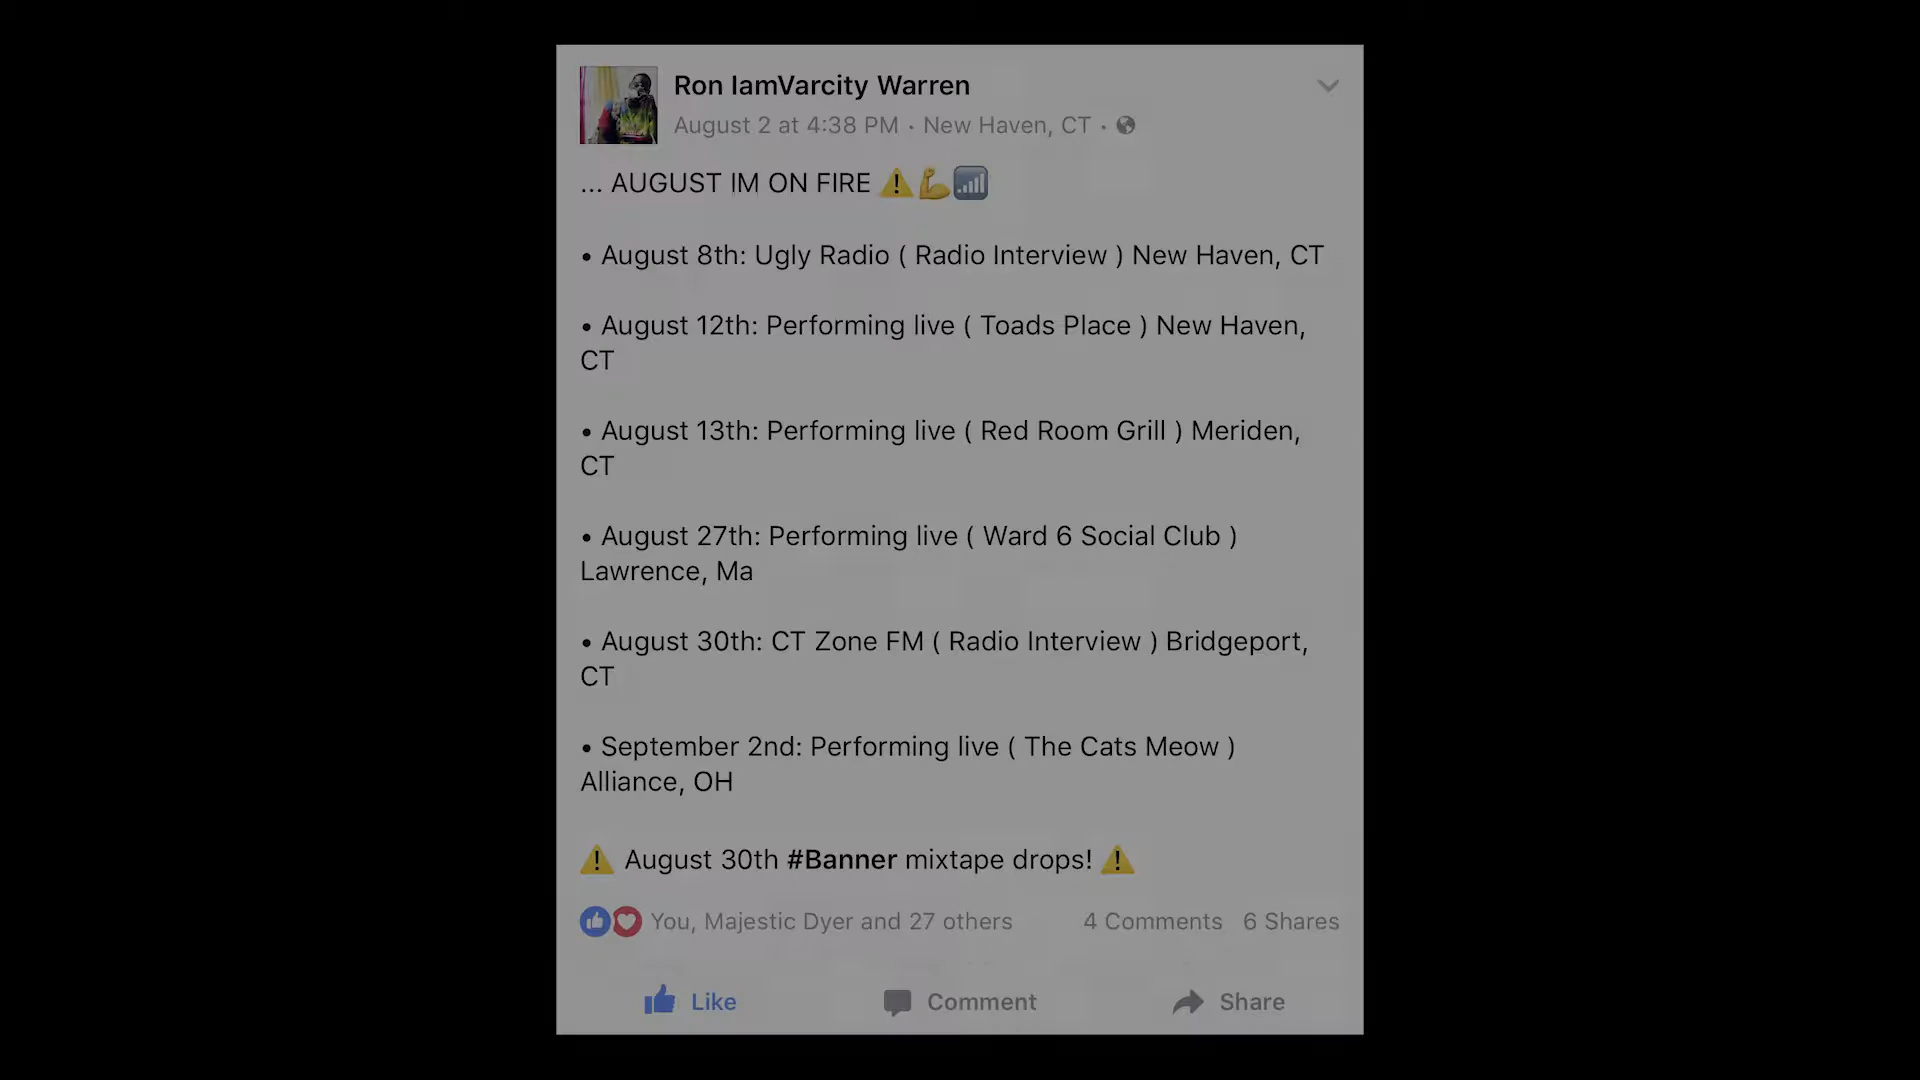 Ron IamVarcity Warren
August 2 at 4:38 PM · New Haven, CT ·
... AUGUST IM ON FIRE ⚠️💪📶
• August 8th: Ugly Radio ( Radio Interview ) New Haven, CT
• August 12th: Performing live ( Toads Place ) New Haven,
CT
• August 13th: Performing live ( Red Room Grill ) Meriden,
CT
• August 27th: Performing live ( Ward 6 Social Club )
Lawrence, Ma
• August 30th: CT Zone FM ( Radio Interview ) Bridgeport,
CT
• September 2nd: Performing live ( The Cats Meow )
Alliance, OH
⚠️ August 30th #Banner mixtape drops! ⚠️
You, Majestic Dyer and 27 others 4 Comments 6 Shares
Like Comment Share